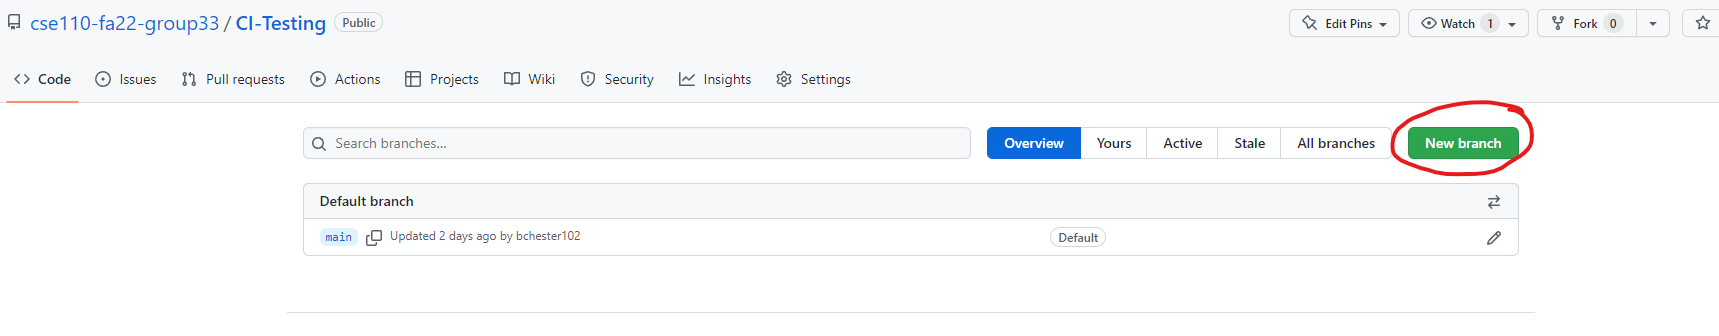 cse110-fa22-group33 / CI-Testing Public Edit Pins Watch 1 Fork 0
Code Issues Pull requests Actions Projects Wiki Security Insights Settings
Search branches... Overview Yours Active Stale All branches New branch
Default branch
main Updated 2 days ago by bchester102 Default